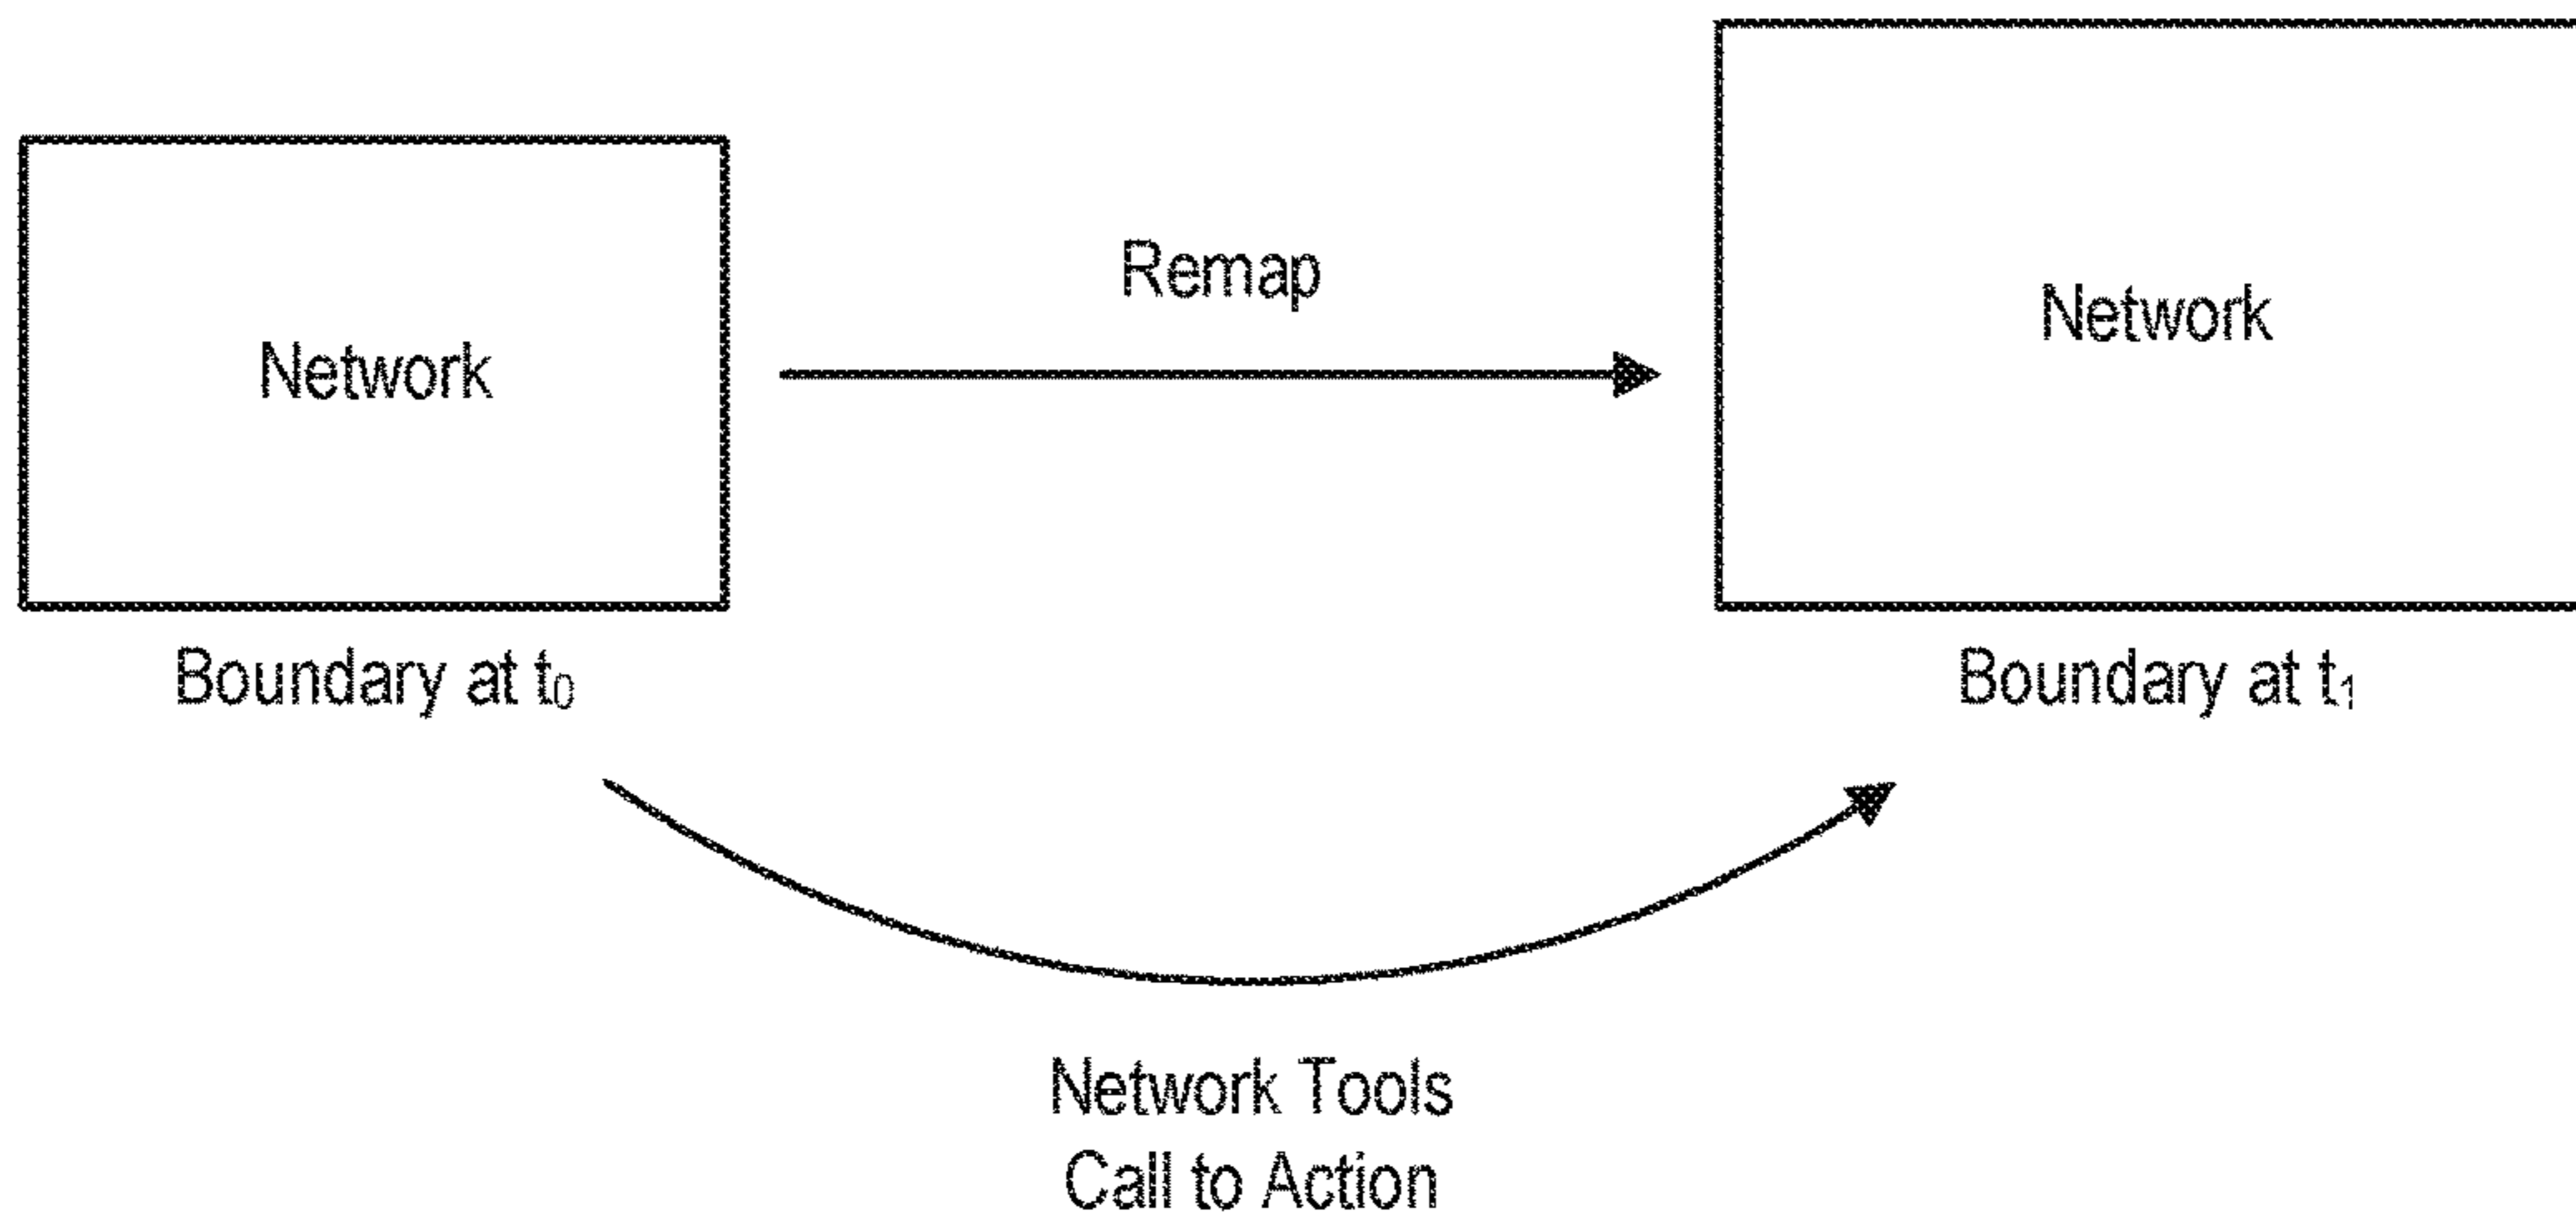 Network
Remap
Network
Boundary at t₀
Boundary at t₁
Network Tools
Call to Action